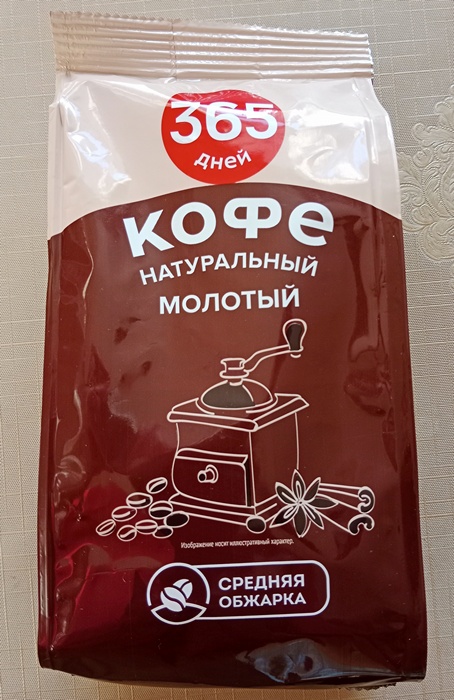 365
дней
кофе
НАТУРАЛЬНЫЙ
МОЛОТЫЙ
Изображение носит иллюстративный характер.
СРЕДНЯЯ
ОБЖАРКА